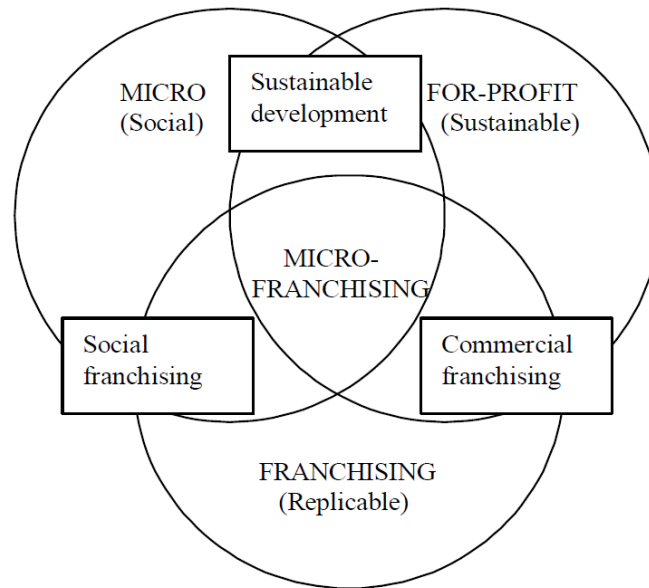 MICRO
(Social)
Sustainable
development
FOR-PROFIT
(Sustainable)
MICRO-
FRANCHISING
Social
franchising
Commercial
franchising
FRANCHISING
(Replicable)